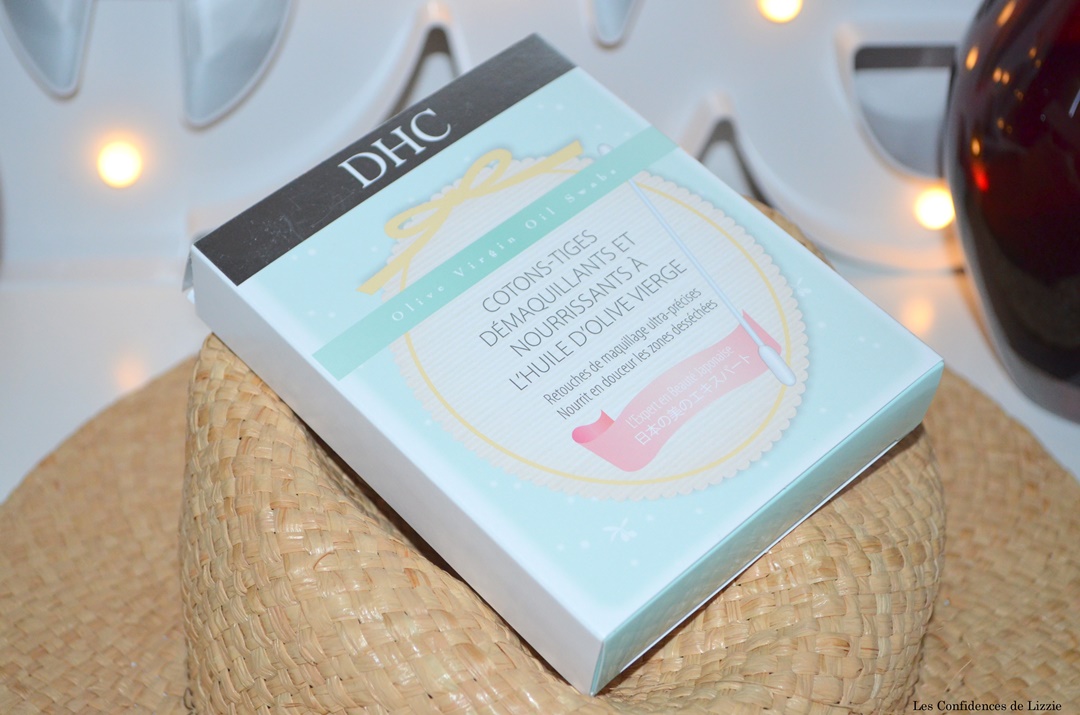 DHC
Olive Virgin Oil Swabs
COTONS-TIGES
DÉMAQUILLANTS ET
NOURRISSANTS À
L'HUILE D'OLIVE VIERGE
Retouches de maquillage ultra-précises
Nourrit en douceur les zones desséchées
L'Expert en Beauté Japonaise
日本の美のエキスパート
Les Confidences de Lizzie